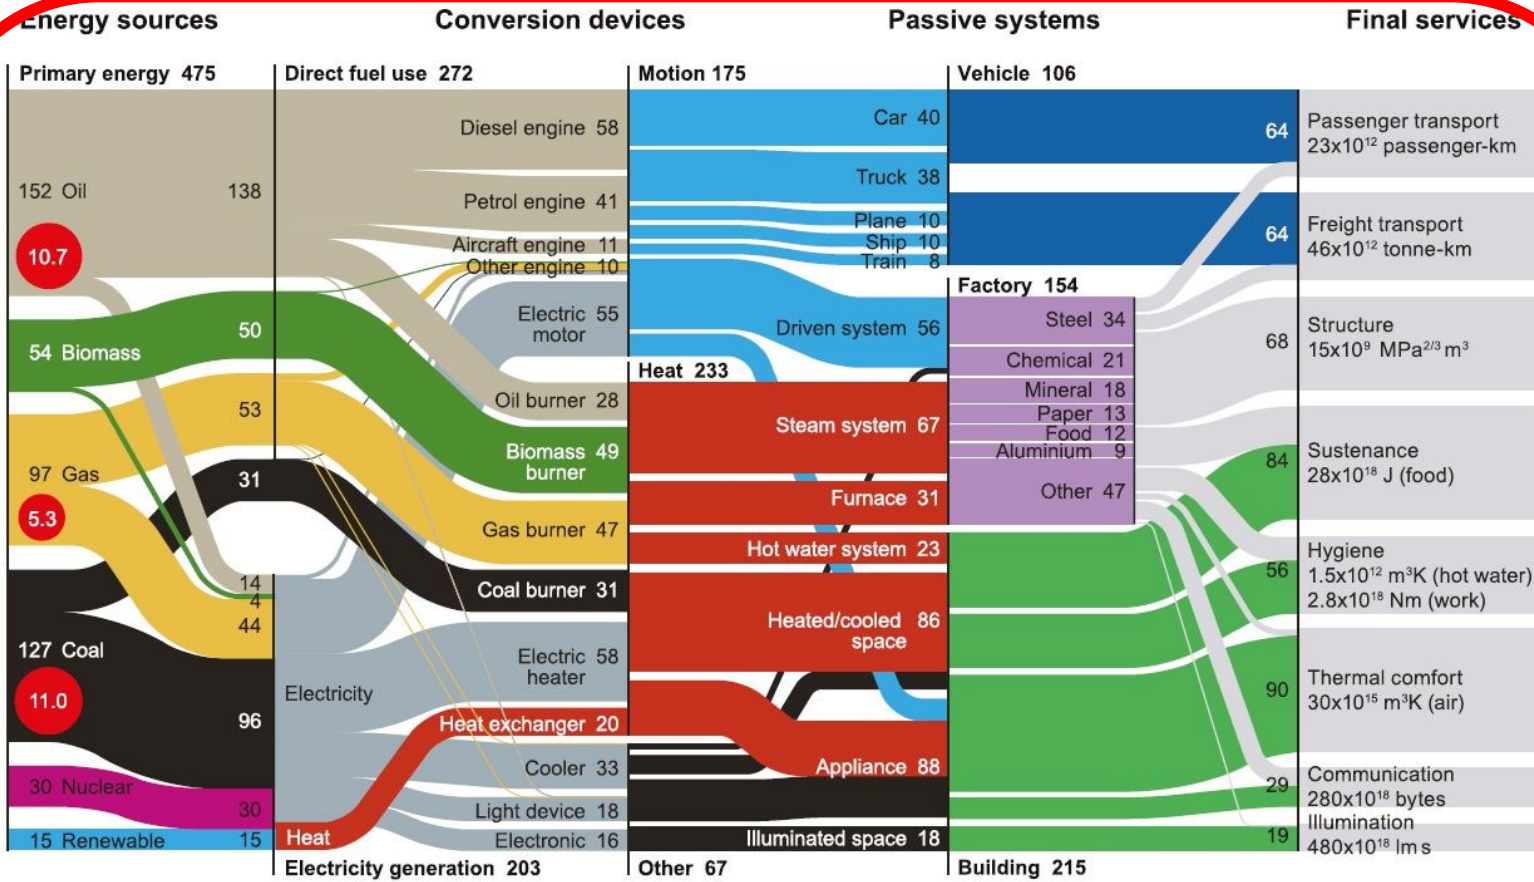 Energy sources
Conversion devices
Passive systems
Final services
Primary energy 475
Direct fuel use 272
Motion 175
Vehicle 106
152 Oil
138
10.7
54 Biomass
50
97 Gas
53
5.3
31
14
4
44
127 Coal
11.0
96
30 Nuclear
30
15 Renewable
15
Diesel engine 58
Petrol engine 41
Aircraft engine 11
Other engine 10
Electric 55
motor
Oil burner 28
Biomass 49
burner
Gas burner 47
Coal burner 31
Electricity
Electric 58
heater
Heat exchanger 20
Cooler 33
Light device 18
Heat
Electronic 16
Electricity generation 203
Car 40
Truck 38
Plane 10
Ship 10
Train 8
Driven system 56
Heat 233
Steam system 67
Furnace 31
Hot water system 23
Heated/cooled 86
space
Appliance 88
Illuminated space 18
Other 67
64
64
Factory 154
Steel 34
Chemical 21
Mineral 18
Paper 13
Food 12
Aluminium 9
Other 47
68
84
56
90
29
19
Building 215
Passenger transport
23x10¹² passenger-km
Freight transport
46x10¹² tonne-km
Structure
15x10⁹ MPa²ᐟ³ m³
Sustenance
28x10¹⁸ J (food)
Hygiene
1.5x10¹² m³K (hot water)
2.8x10¹⁸ Nm (work)
Thermal comfort
30x10¹⁵ m³K (air)
Communication
280x10¹⁸ bytes
Illumination
480x10¹⁸ lm s